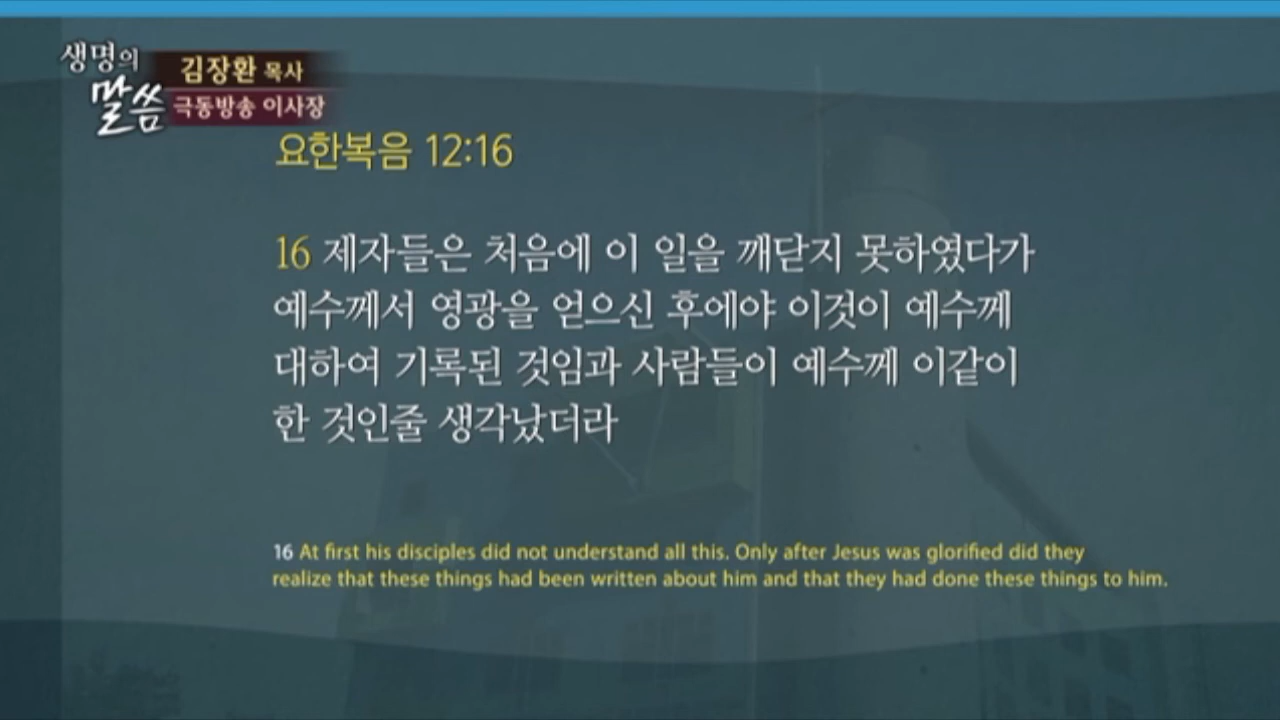 생명의
말씀
김장환 목사
극동방송 이사장
요한복음 12:16
16 제자들은 처음에 이 일을 깨닫지 못하였다가
예수께서 영광을 얻으신 후에야 이것이 예수께
대하여 기록된 것임과 사람들이 예수께 이같이
한 것인줄 생각났더라
16 At first his disciples did not understand all this. Only after Jesus was glorified did they
realize that these things had been written about him and that they had done these things to him.